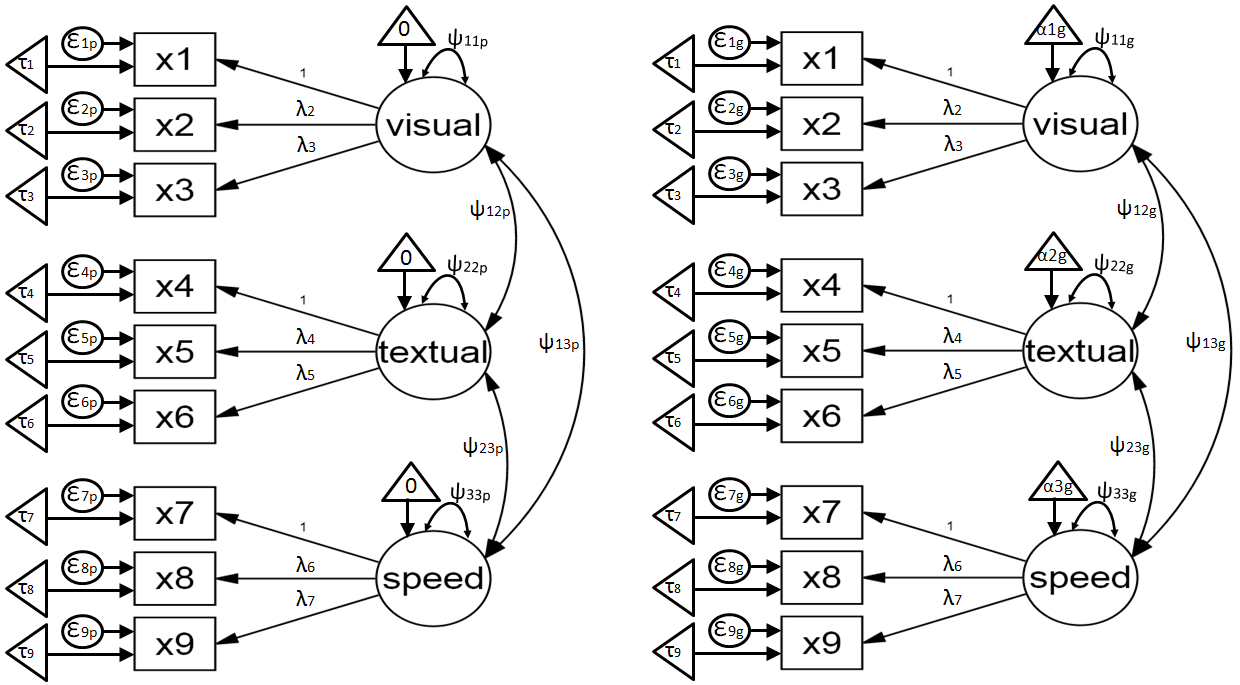 0
ψ11p
ε1p
τ1
x1
1
λ2
ε2p
τ2
x2
visual
λ3
ε3p
τ3
x3
ψ12p
0
ψ22p
ε4p
τ4
x4
1
λ4
ε5p
τ5
x5
textual
ψ13p
λ5
ε6p
τ6
x6
ψ23p
0
ψ33p
ε7p
τ7
x7
1
λ6
ε8p
τ8
x8
speed
λ7
ε9p
τ9
x9
α1g
ψ11g
ε1g
τ1
x1
1
λ2
ε2g
τ2
x2
visual
λ3
ε3g
τ3
x3
ψ12g
α2g
ψ22g
ε4g
τ4
x4
1
λ4
ε5g
τ5
x5
textual
ψ13g
λ5
ε6g
τ6
x6
ψ23g
α3g
ψ33g
ε7g
τ7
x7
1
λ6
ε8g
τ8
x8
speed
λ7
ε9g
τ9
x9